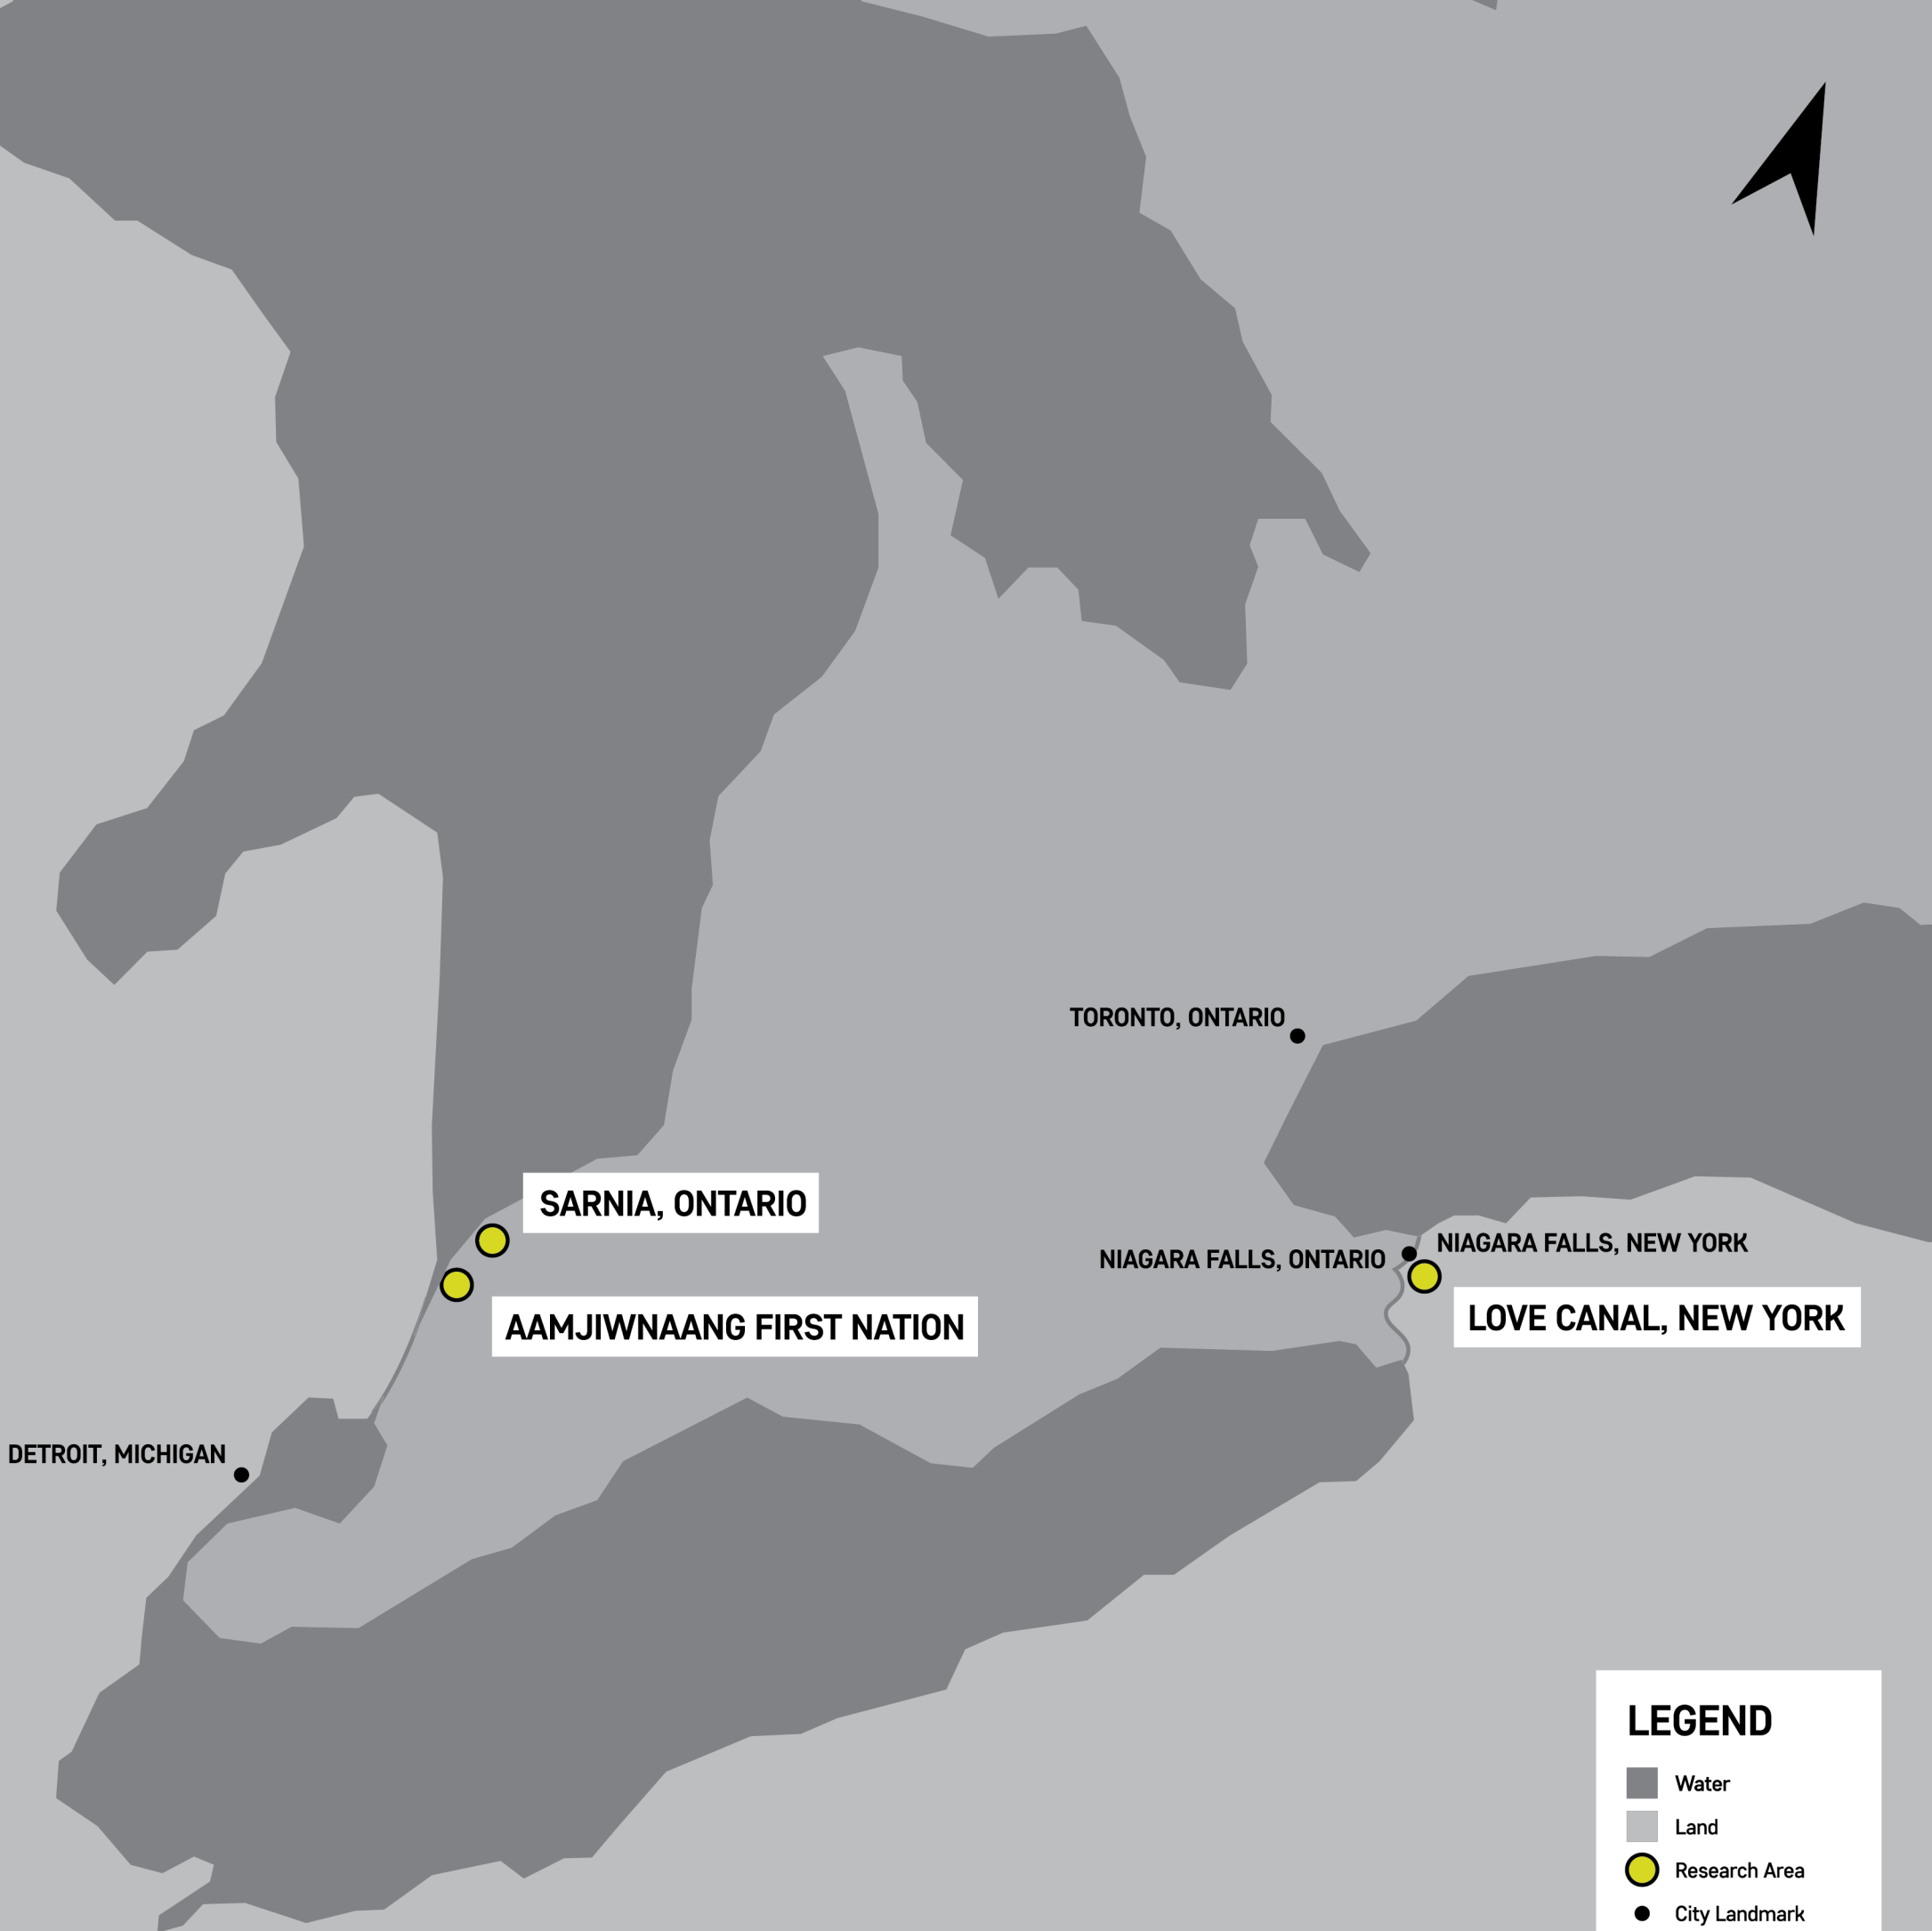 TORONTO, ONTARIO
SARNIA, ONTARIO
NIAGARA FALLS, NEW YORK
NIAGARA FALLS, ONTARIO
AAMJIWNAANG FIRST NATION
LOVE CANAL, NEW YORK
DETROIT, MICHIGAN
LEGEND
Water
Land
Research Area
City Landmark